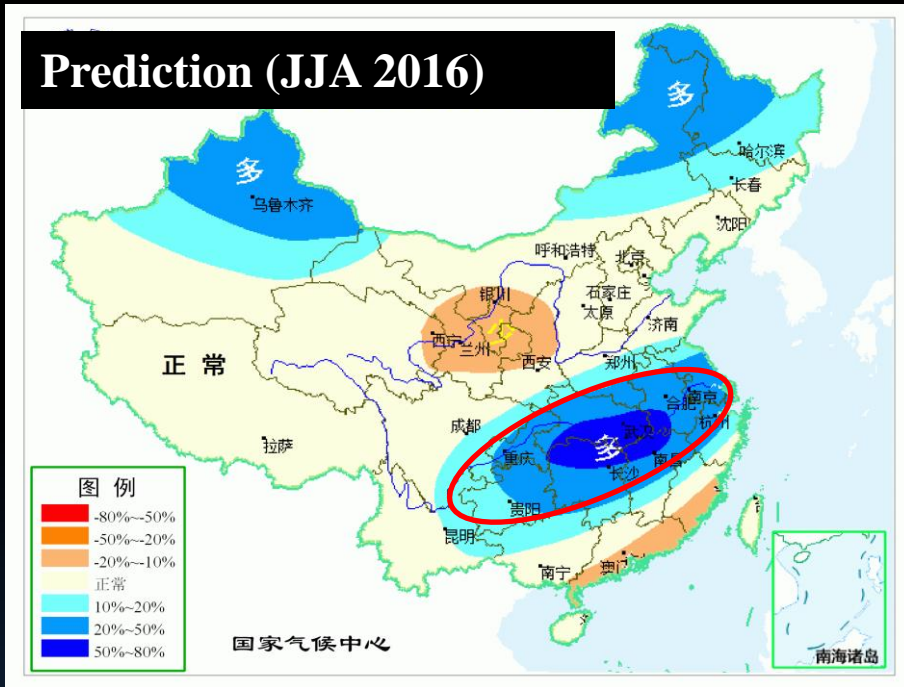 Prediction (JJA 2016)
多
多
哈尔滨
长春
乌鲁木齐
沈阳
呼和浩特
北京
银川
石家庄
太原
少
济南
西宁
兰州
正常
西安
郑州
合肥
南京
杭州
成都
武汉
拉萨
重庆
多
南昌
长沙
图例
-80%~-50%
贵阳
-50%~-20%
昆明
-20%~-10%
南宁
澳门
正常
10%~20%
20%~50%
国家气候中心
50%~80%
南海诸岛